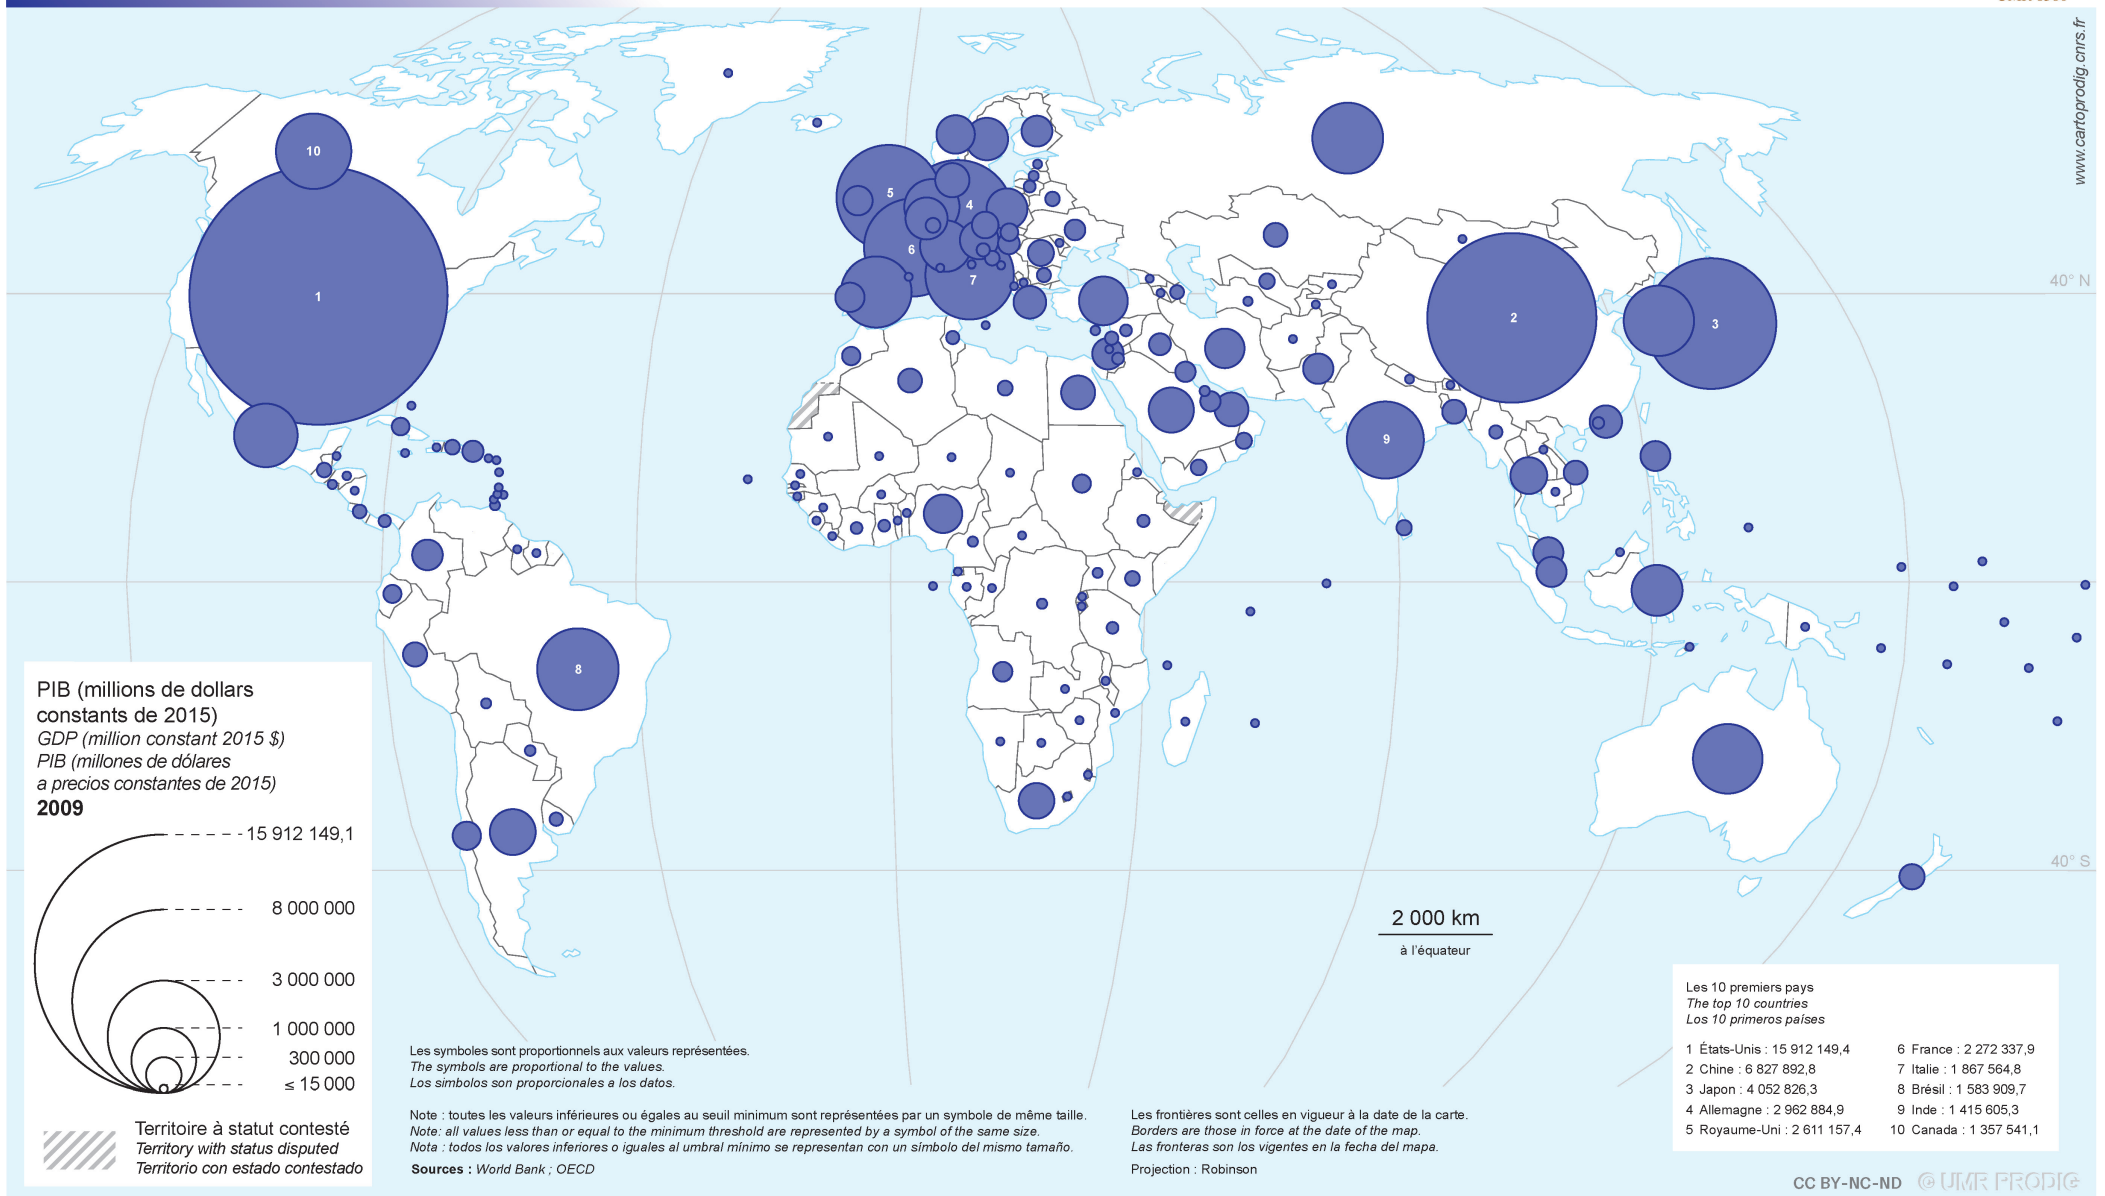 www.cartoprodig.cnrs.fr
10
1
5
4
6
7
2
3
9
8
40° N
40° S
PIB (millions de dollars
constants de 2015)
GDP (million constant 2015 $)
PIB (millones de dólares
a precios constantes de 2015)
2009
15 912 149,1
8 000 000
3 000 000
1 000 000
300 000
≤ 15 000
Territoire à statut contesté
Territory with status disputed
Territorio con estado contestado
2 000 km
à l'équateur
Les symboles sont proportionnels aux valeurs représentées.
The symbols are proportional to the values.
Los simbolos son proporcionales a los datos.
Note : toutes les valeurs inférieures ou égales au seuil minimum sont représentées par un symbole de même taille.
Note: all values less than or equal to the minimum threshold are represented by a symbol of the same size.
Nota : todos los valores inferiores o iguales al umbral mínimo se representan con un símbolo del mismo tamaño.
Sources : World Bank ; OECD
Les frontières sont celles en vigueur à la date de la carte.
Borders are those in force at the date of the map.
Las fronteras son los vigentes en la fecha del mapa.
Projection : Robinson
Les 10 premiers pays
The top 10 countries
Los 10 primeros países
1 États-Unis : 15 912 149,4
2 Chine : 6 827 892,8
3 Japon : 4 052 826,3
4 Allemagne : 2 962 884,9
5 Royaume-Uni : 2 611 157,4
6 France : 2 272 337,9
7 Italie : 1 867 564,8
8 Brésil : 1 583 909,7
9 Inde : 1 415 605,3
10 Canada : 1 357 541,1
CC BY-NC-ND © UMR PRODIG